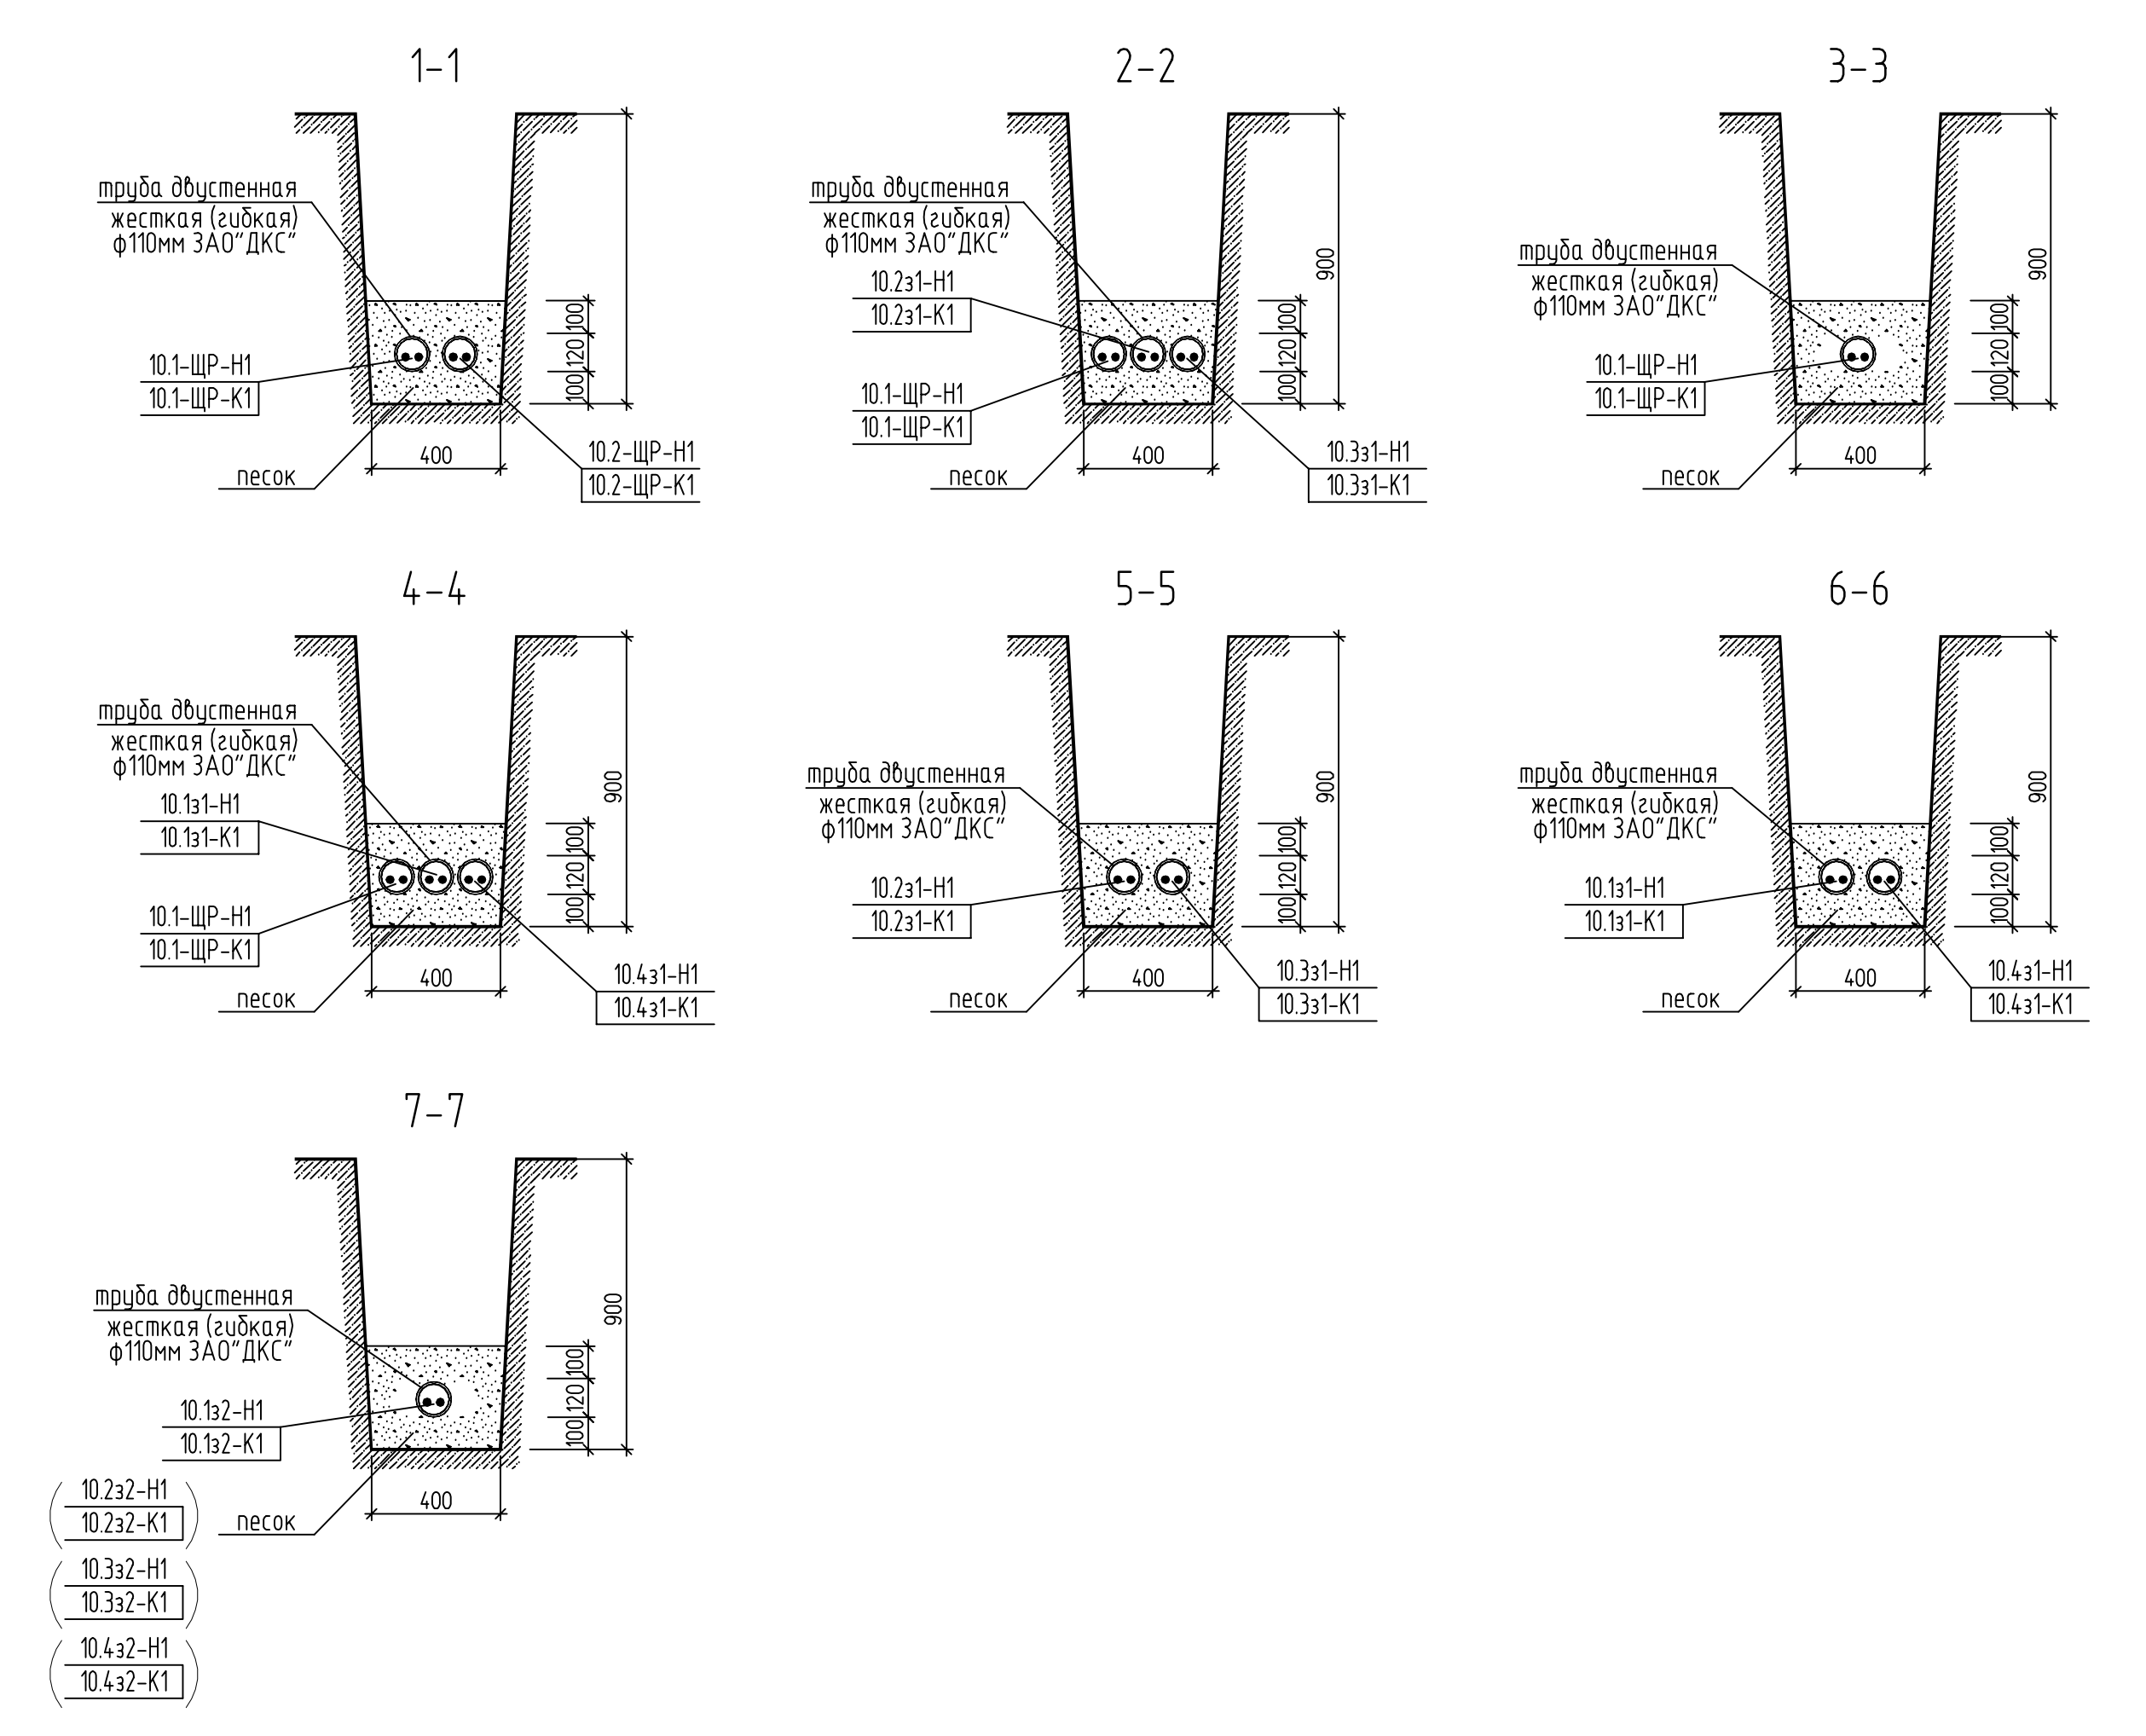 1-1
труба двустенная
жесткая (гибкая)
ф110мм ЗАО"ДКС"
10.1-ЩР-Н1
10.1-ЩР-К1
песок
100
120
100
400
10.2-ЩР-Н1
10.2-ЩР-К1
2-2
труба двустенная
жесткая (гибкая)
ф110мм ЗАО"ДКС"
10.2з1-Н1
10.2з1-К1
10.1-ЩР-Н1
10.1-ЩР-К1
песок
900
100
120
100
400
10.3з1-Н1
10.3з1-К1
3-3
труба двустенная
жесткая (гибкая)
ф110мм ЗАО"ДКС"
10.1-ЩР-Н1
10.1-ЩР-К1
песок
900
100
120
100
400
4-4
труба двустенная
жесткая (гибкая)
ф110мм ЗАО"ДКС"
10.1з1-Н1
10.1з1-К1
10.1-ЩР-Н1
10.1-ЩР-К1
песок
900
100
120
100
400
10.4з1-Н1
10.4з1-К1
5-5
труба двустенная
жесткая (гибкая)
ф110мм ЗАО"ДКС"
10.2з1-Н1
10.2з1-К1
песок
900
100
120
100
400
10.3з1-Н1
10.3з1-К1
6-6
труба двустенная
жесткая (гибкая)
ф110мм ЗАО"ДКС"
10.1з1-Н1
10.1з1-К1
песок
900
100
120
100
400
10.4з1-Н1
10.4з1-К1
7-7
труба двустенная
жесткая (гибкая)
ф110мм ЗАО"ДКС"
10.1з2-Н1
10.1з2-К1
900
100
120
100
400
песок
10.2з2-Н1
10.2з2-К1
10.3з2-Н1
10.3з2-К1
10.4з2-Н1
10.4з2-К1